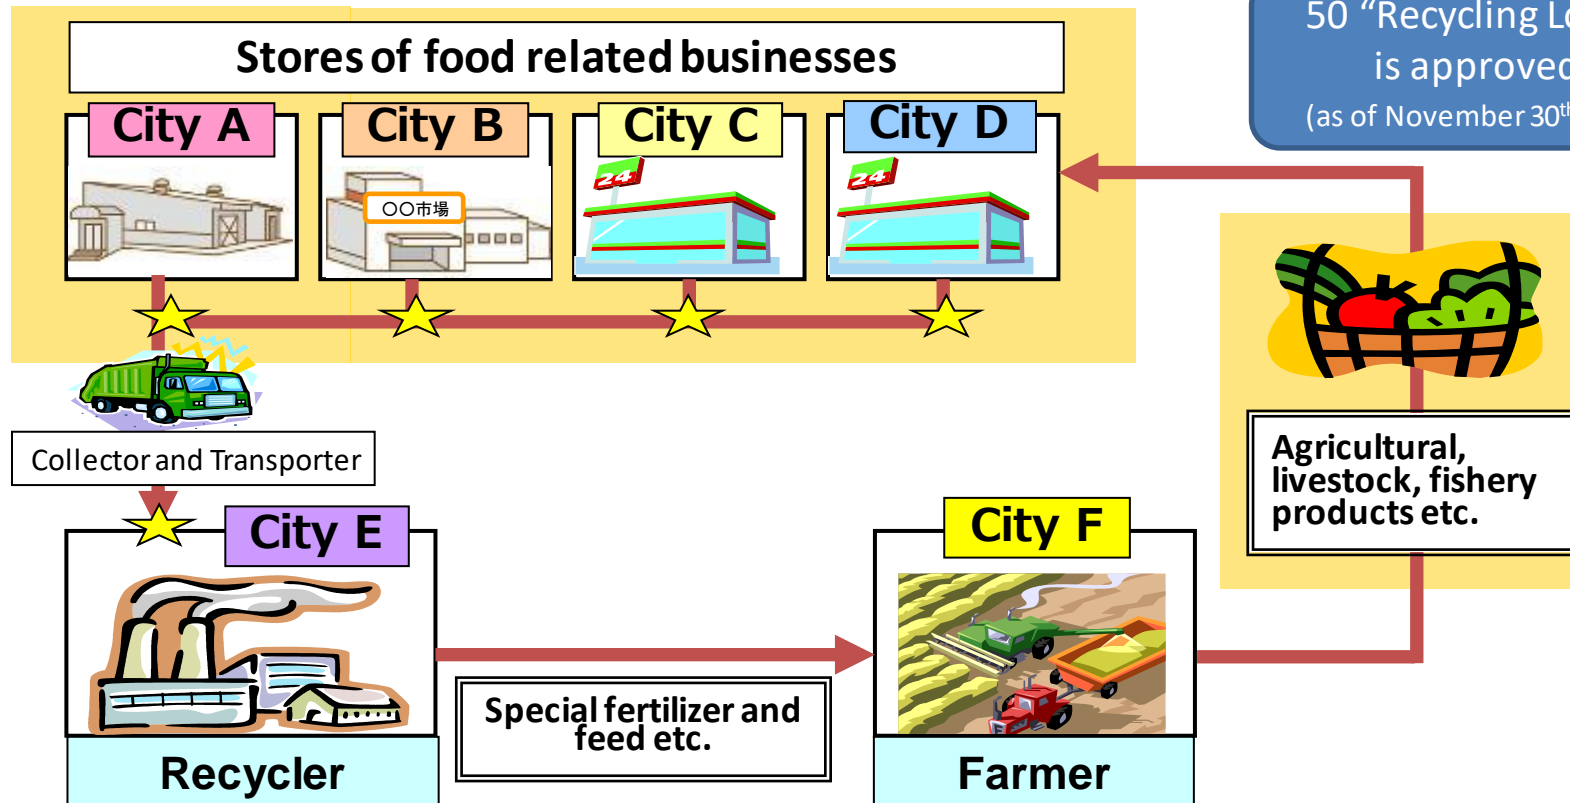 50 “Recycling
is approved
(as of November 30th
Stores of food related businesses
City A
City B
City C
City D
24
24
〇〇市場
Collector and Transporter
Agricultural,
livestock, fishery
products etc.
City E
City F
Special fertilizer and
feed etc.
Recycler
Farmer